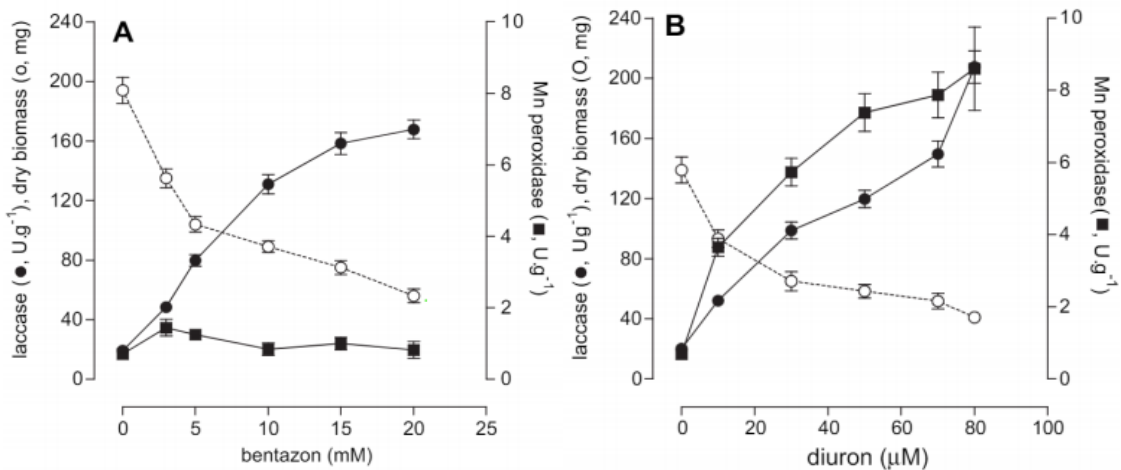 A
240
200
160
120
80
40
0
laccase (●, U.g⁻¹), dry biomass (o, mg)
10
8
6
4
2
0
Mn peroxidase (■, U.g⁻¹)
0 5 10 15 20 25
bentazon (mM)
B
240
200
160
120
80
40
0
laccase (●, Ug⁻¹), dry biomass (O, mg)
10
8
6
4
2
0
Mn peroxidase(■, U.g⁻¹)
0 20 40 60 80 100
diuron (μM)